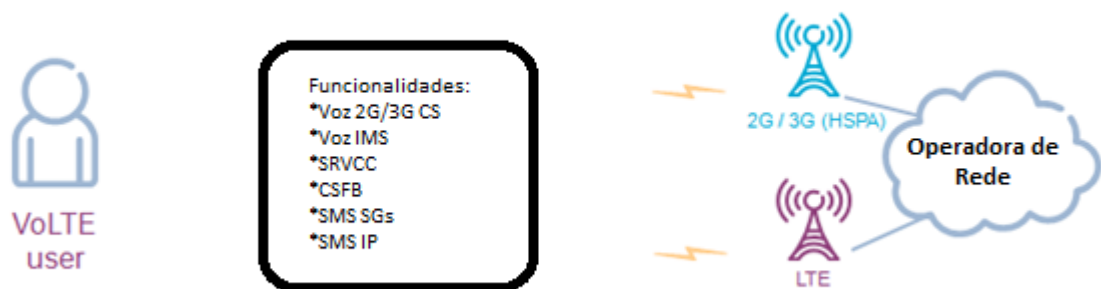 VoLTE
user
Funcionalidades:
*Voz 2G/3G CS
*Voz IMS
*SRVCC
*CSFB
*SMS SGs
*SMS IP
2G / 3G (HSPA)
LTE
Operadora de
Rede